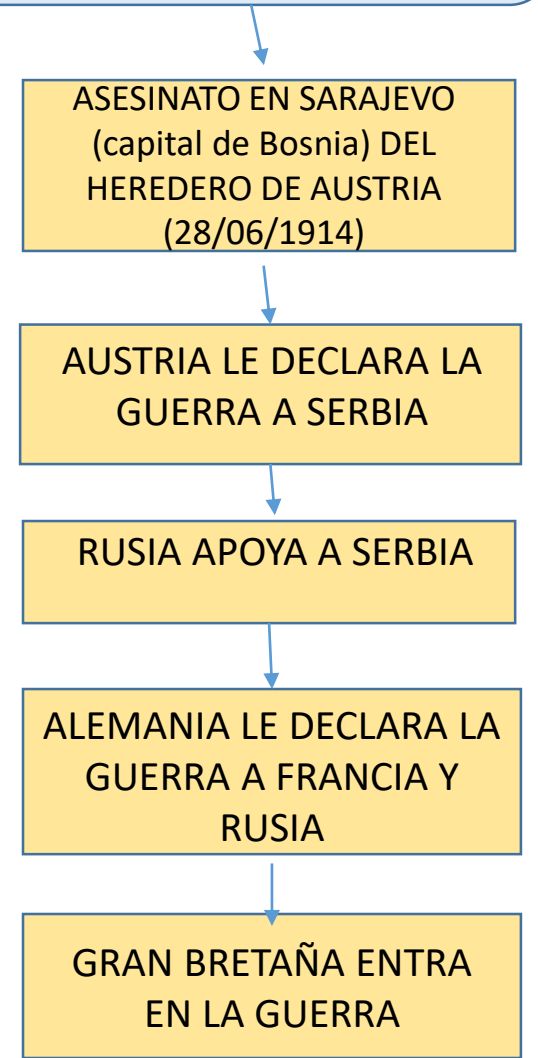 ASESINATO EN SARAJEVO
(capital de Bosnia) DEL
HEREDERO DE AUSTRIA
(28/06/1914)
AUSTRIA LE DECLARA LA
GUERRA A SERBIA
RUSIA APOYA A SERBIA
ALEMANIA LE DECLARA LA
GUERRA A FRANCIA Y
RUSIA
GRAN BRETAÑA ENTRA
EN LA GUERRA